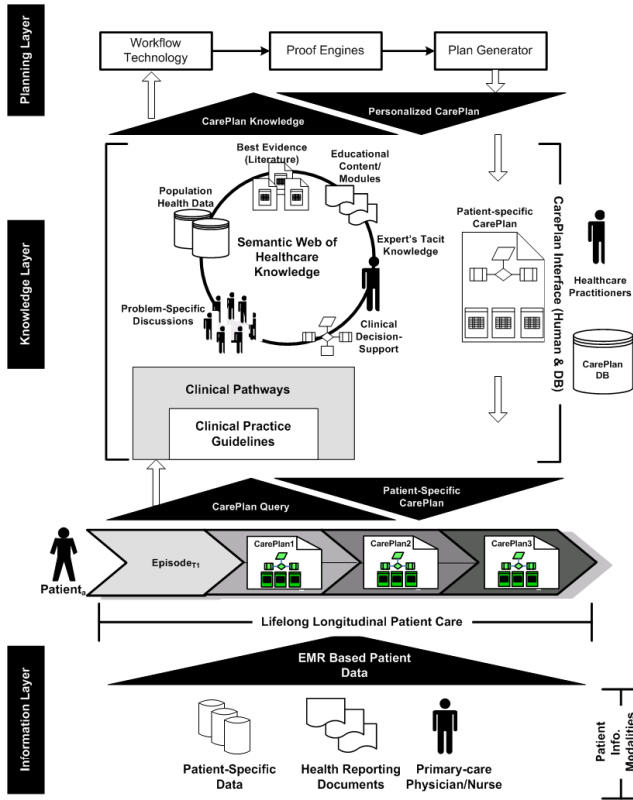 Planning Layer
Workflow
Technology
Proof Engines
Plan Generator
CarePlan Knowledge
Personalized CarePlan
Knowledge Layer
Best Evidence
(Literature)
Educational
Content/
Modules
Population
Health Data
Semantic Web of
Healthcare
Knowledge
Expert's Tacit
Knowledge
Problem-Specific
Discussions
Clinical
Decision-
Support
Patient-specific
CarePlan
CarePlan Interface (Human & DB)
Healthcare
Practitioners
CarePlan
DB
Clinical Pathways
Clinical Practice
Guidelines
CarePlan Query
Patient-Specific
CarePlan
Patientₐ
EpisodeT1
CarePlan1
CarePlan2
CarePlan3
Lifelong Longitudinal Patient Care
Information Layer
EMR Based Patient
Data
Patient-Specific
Data
Health Reporting
Documents
Primary-care
Physician/Nurse
Patient
Info.
Modalities